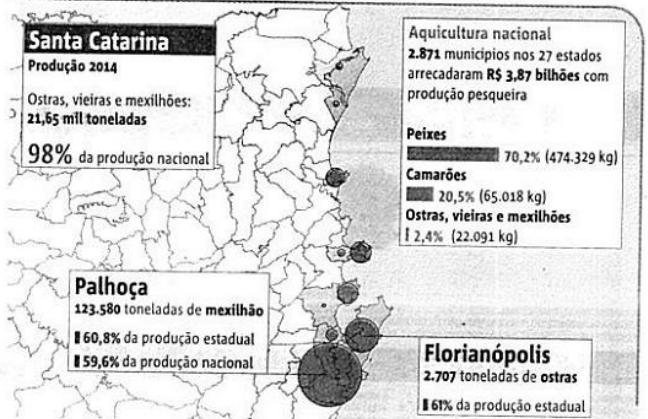 Santa Catarina
Produção 2014
Ostras, vieiras e mexilhões:
21,65 mil toneladas
98% da produção nacional
Aquicultura nacional
2.871 municípios nos 27 estados
arrecadaram R$ 3,87 bilhões com
produção pesqueira
Peixes
70,2% (474.329 kg)
Camarões
20,5% (65.018 kg)
Ostras, vieiras e mexilhões
2,4% (22.091 kg)
Palhoça
123.580 toneladas de mexilhão
60,8% da produção estadual
59,6% da produção nacional
Florianópolis
2.707 toneladas de ostras
61% da produção estadual